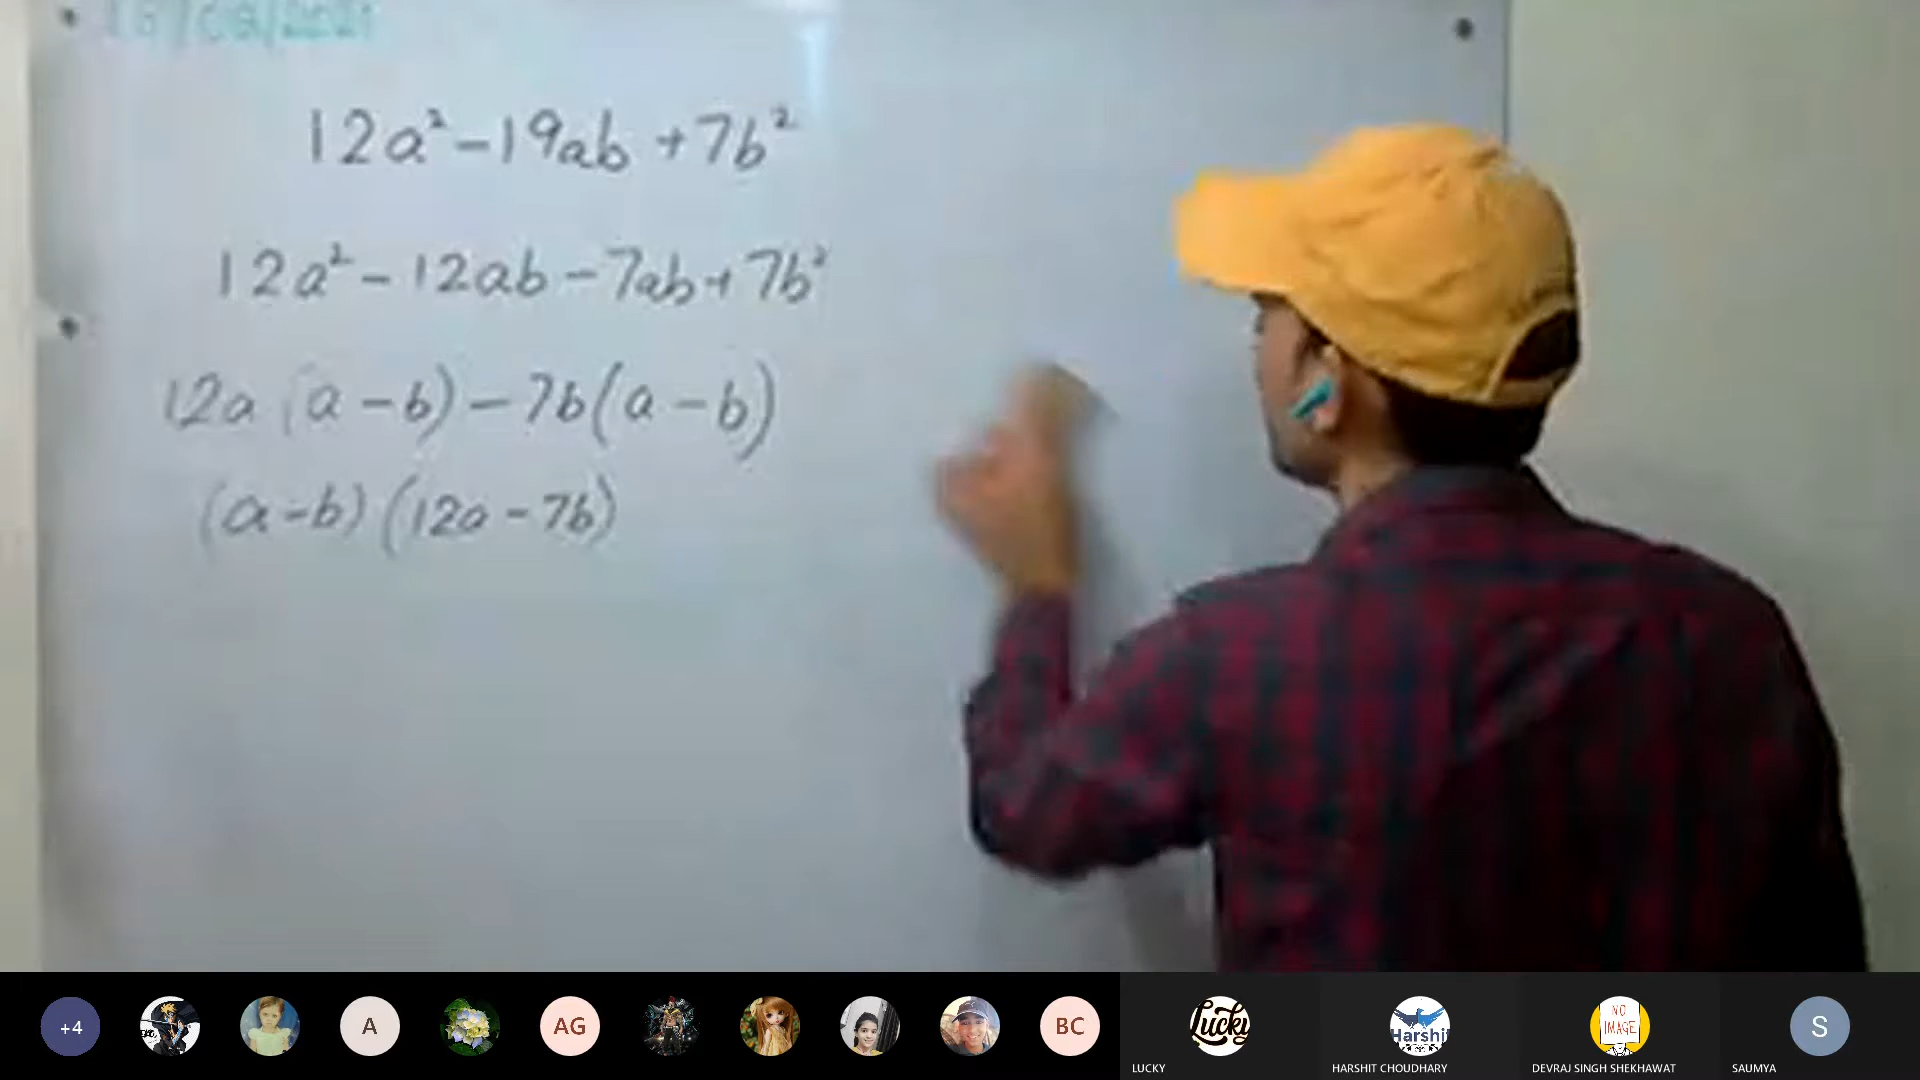 12a² - 19ab + 7b²
12a² - 12ab - 7ab + 7b²
12a (a - b) - 7b (a - b)
(a - b) (12a - 7b)
+4
A
AG
BC
Lucky
Harshit
NO
IMAGE
S
LUCKY
HARSHIT CHOUDHARY
DEVRAJ SINGH SHEKHAWAT
SAUMYA